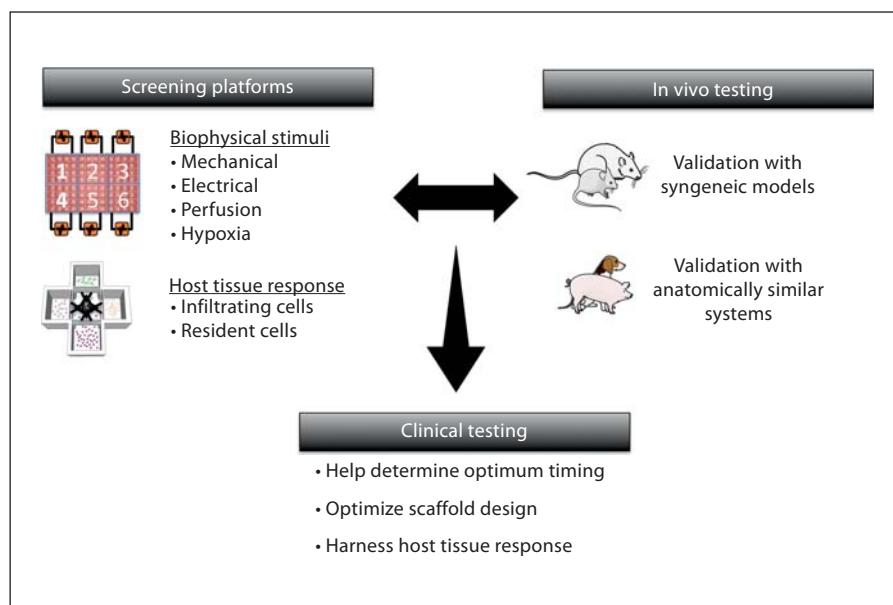 Screening platforms
Biophysical stimuli
• Mechanical
• Electrical
• Perfusion
• Hypoxia
1 2 3
4 5 6
Host tissue response
• Infiltrating cells
• Resident cells
In vivo testing
Validation with
syngeneic models
Validation with
anatomically similar
systems
Clinical testing
• Help determine optimum timing
• Optimize scaffold design
• Harness host tissue response